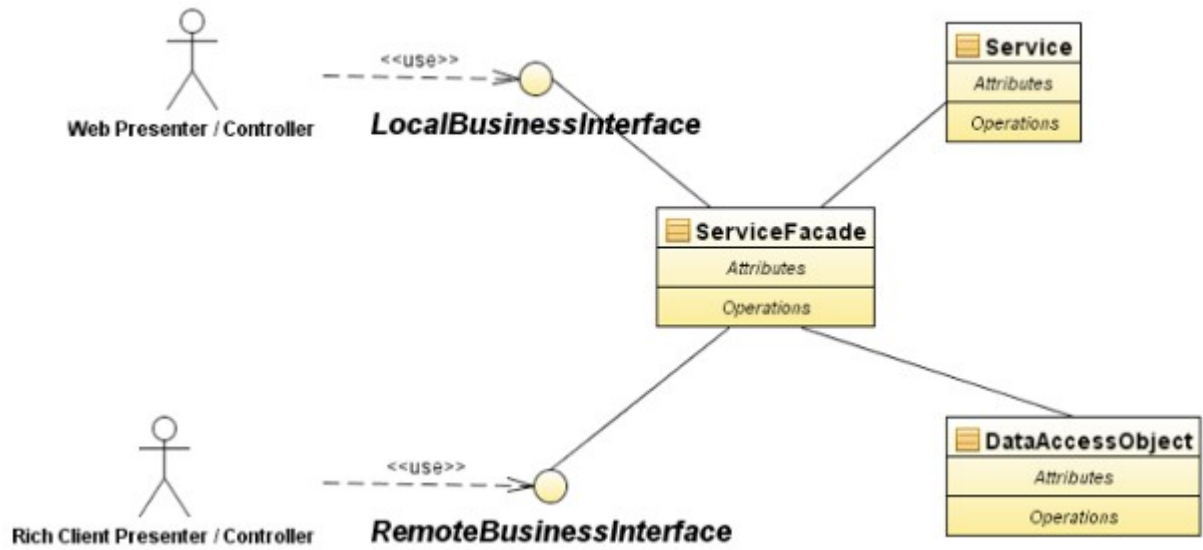 <<use>>
Web Presenter / Controller
LocalBusinessInterface
Service
Attributes
Operations
ServiceFacade
Attributes
Operations
<<use>>
Rich Client Presenter / Controller
RemoteBusinessInterface
DataAccessObject
Attributes
Operations